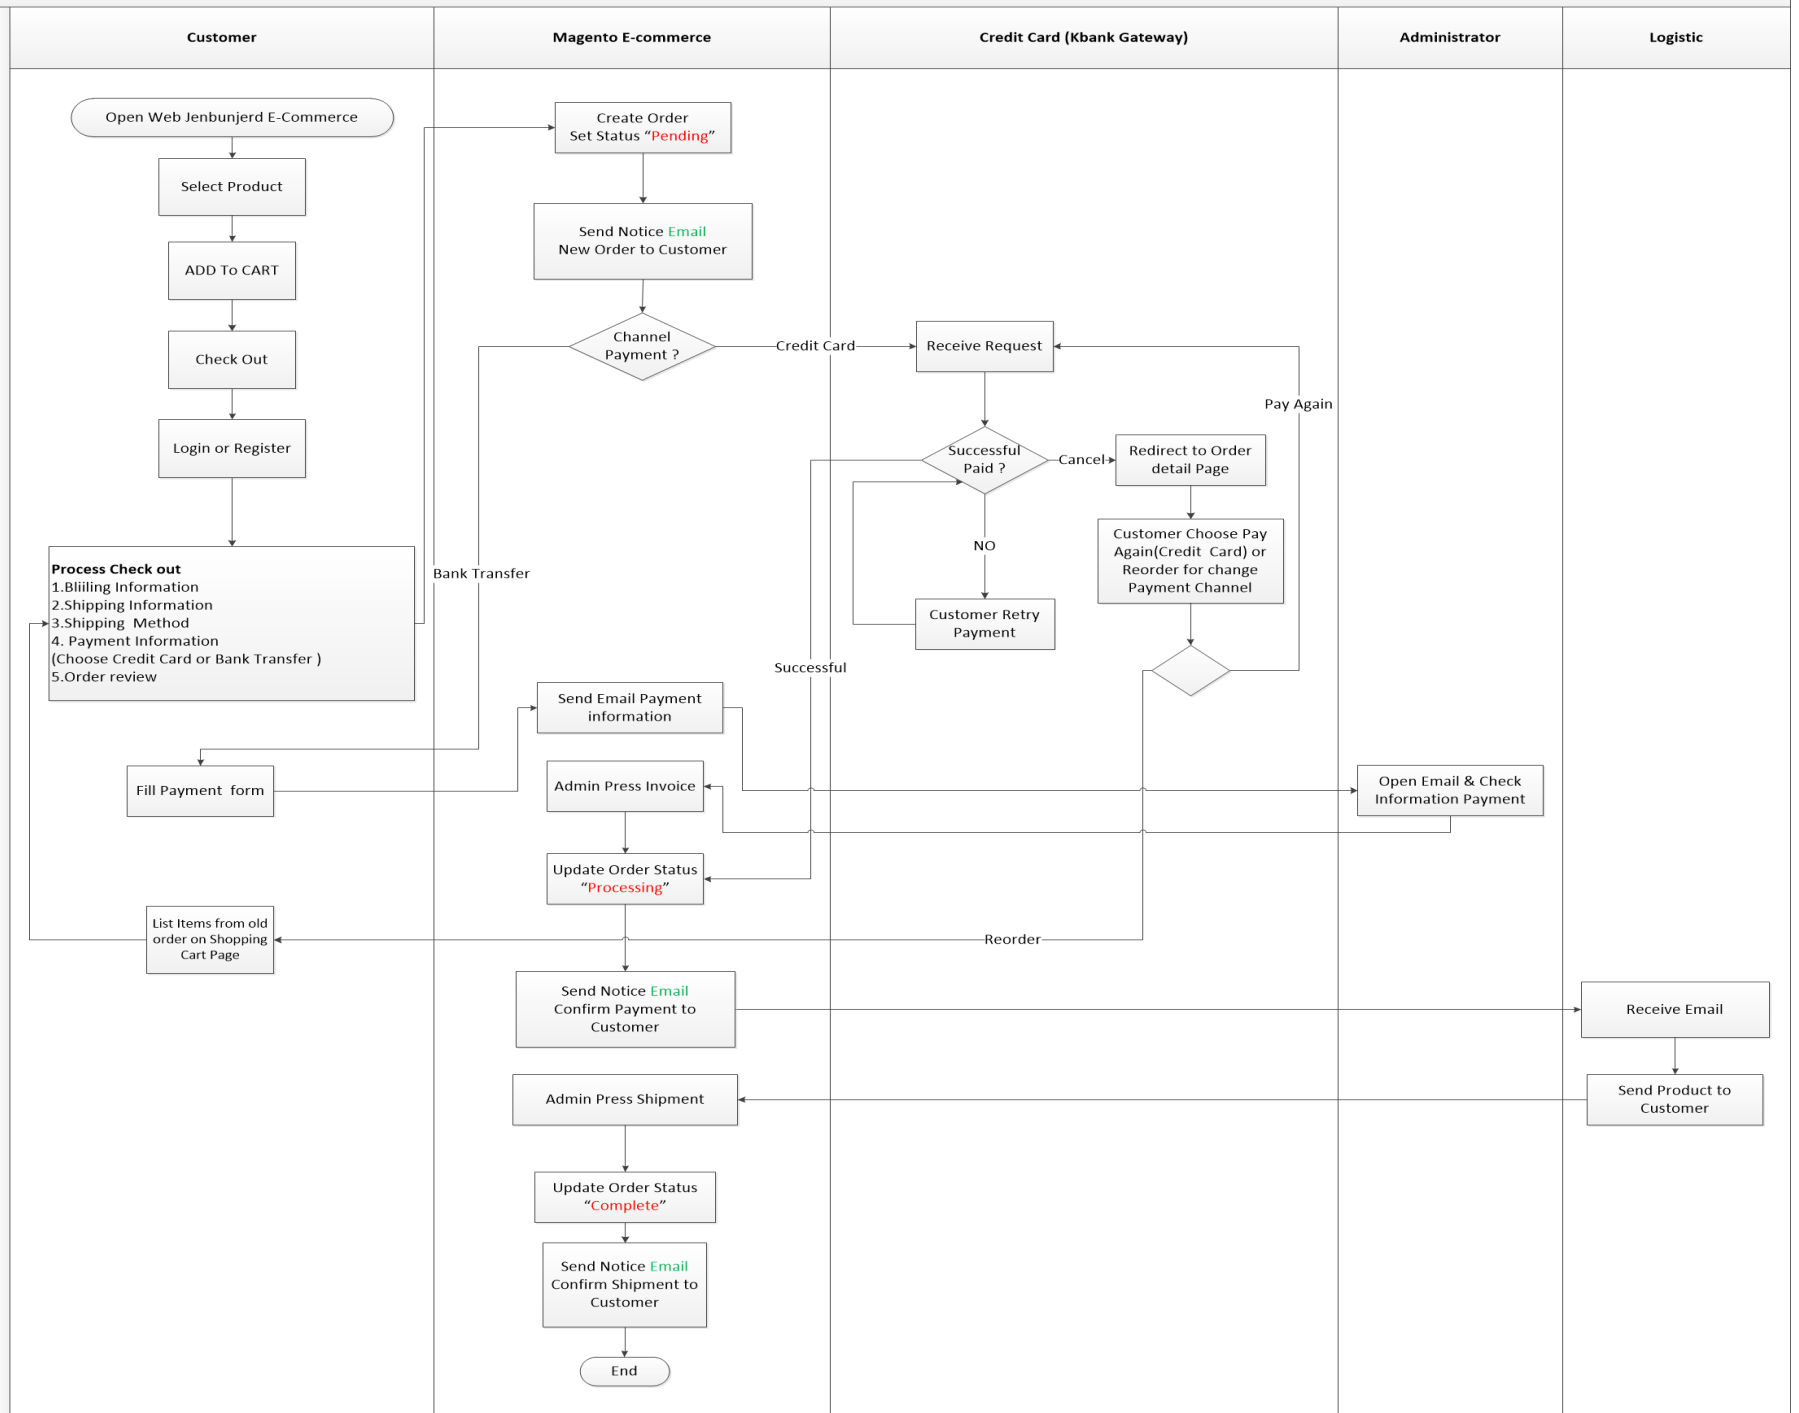 Customer
Magento E-commerce
Credit Card (Kbank Gateway)
Administrator
Logistic
Open Web Jenbunjerd E-Commerce
Select Product
ADD To CART
Check Out
Login or Register
Process Check out
1.Bliiling Information
2.Shipping Information
3.Shipping  Method
4. Payment Information
(Choose Credit Card or Bank Transfer )
5.Order review
Fill Payment  form
List Items from old
order on Shopping
Cart Page
Create Order
Set Status “Pending”
Send Notice Email
New Order to Customer
Channel
Payment ?
Credit Card
Bank Transfer
Send Email Payment
information
Admin Press Invoice
Update Order Status
“Processing”
Send Notice Email
Confirm Payment to
Customer
Admin Press Shipment
Update Order Status
“Complete”
Send Notice Email
Confirm Shipment to
Customer
End
Receive Request
Pay Again
Successful
Paid ?
Cancel
Redirect to Order
detail Page
Customer Choose Pay
Again(Credit  Card) or
Reorder for change
Payment Channel
NO
Customer Retry
Payment
Successful
Reorder
Open Email & Check
Information Payment
Receive Email
Send Product to
Customer